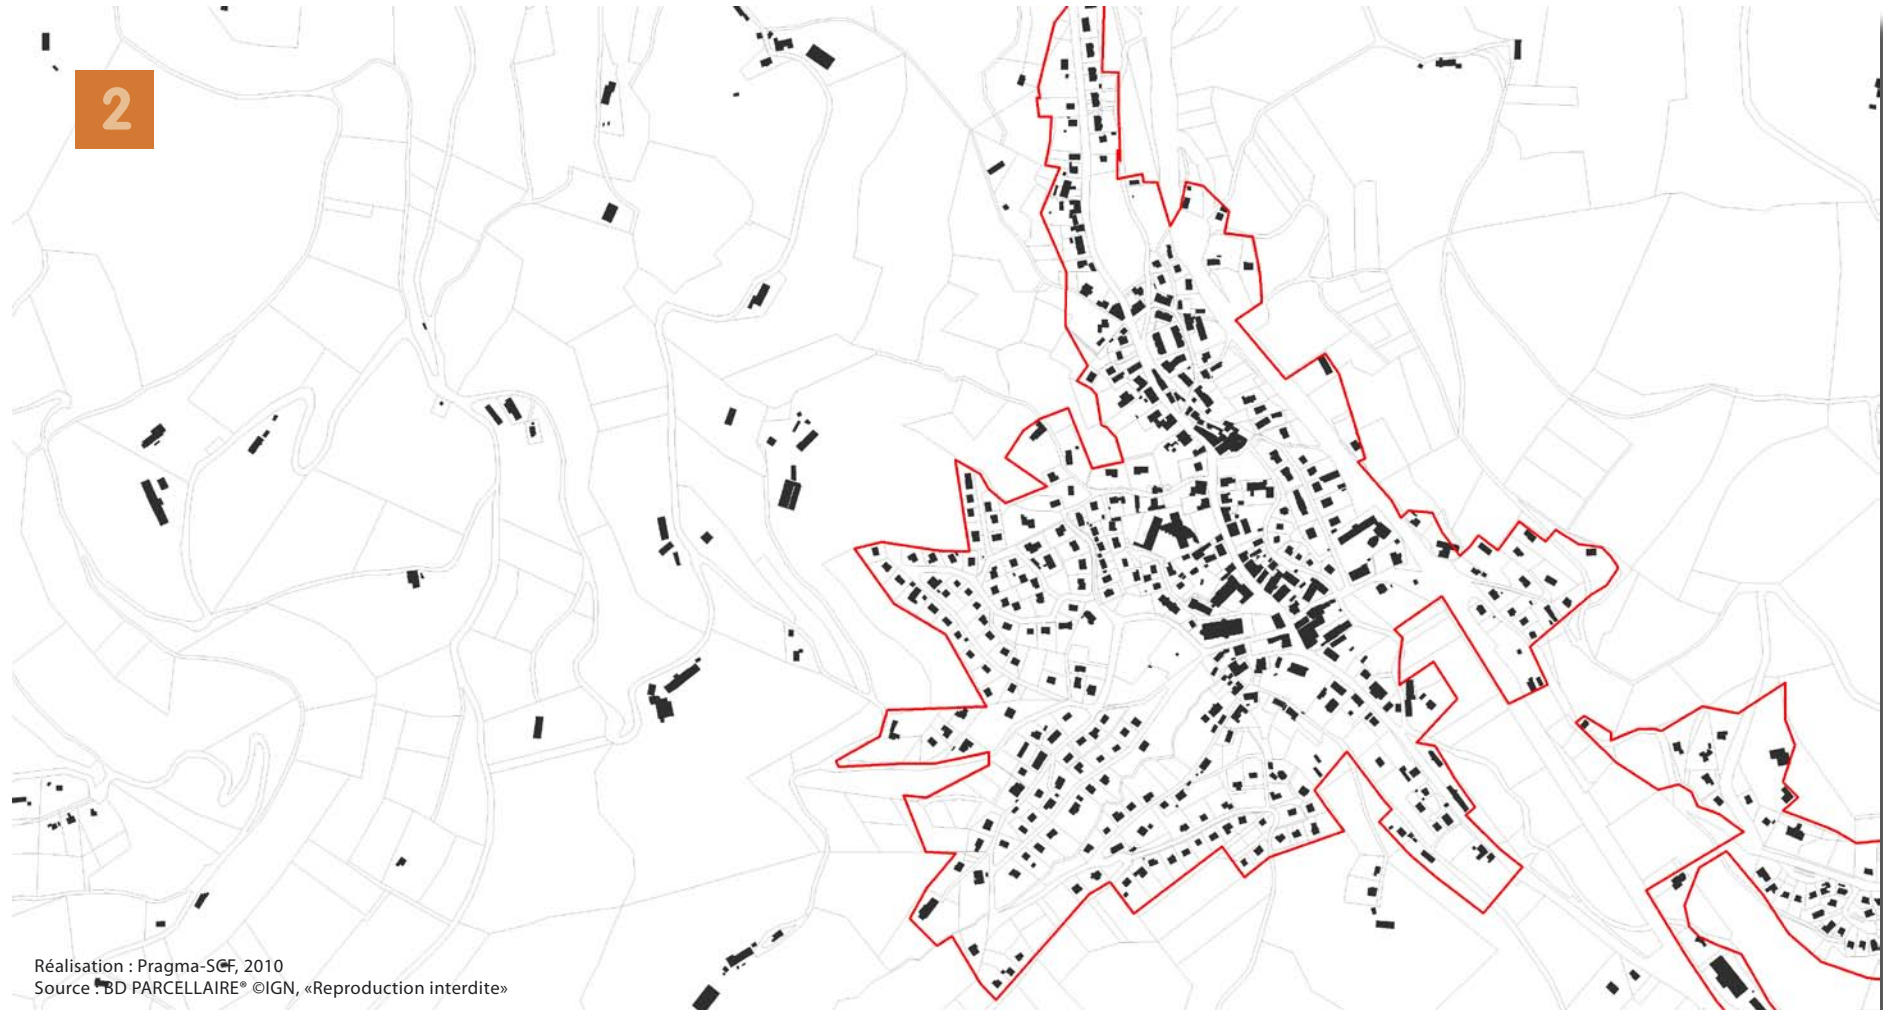 2
Réalisation : Pragma-SCF, 2010
Source : BD PARCELLAIRE® ©IGN, «Reproduction interdite»